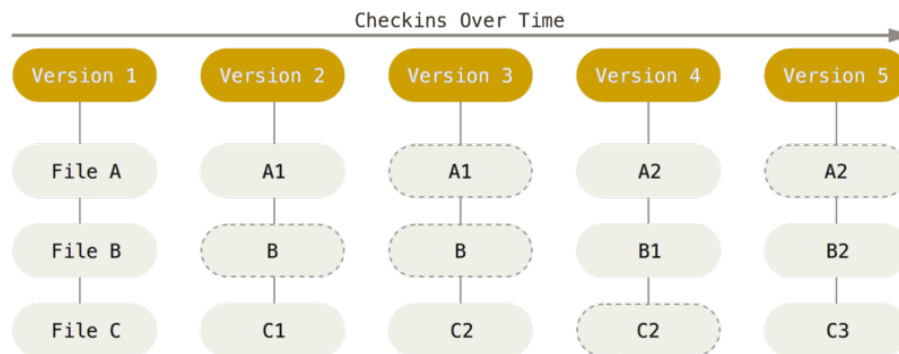 Checkins Over Time
Version 1 Version 2 Version 3 Version 4 Version 5
File A A1 A1 A2 A2
File B B B B1 B2
File C C1 C2 C2 C3